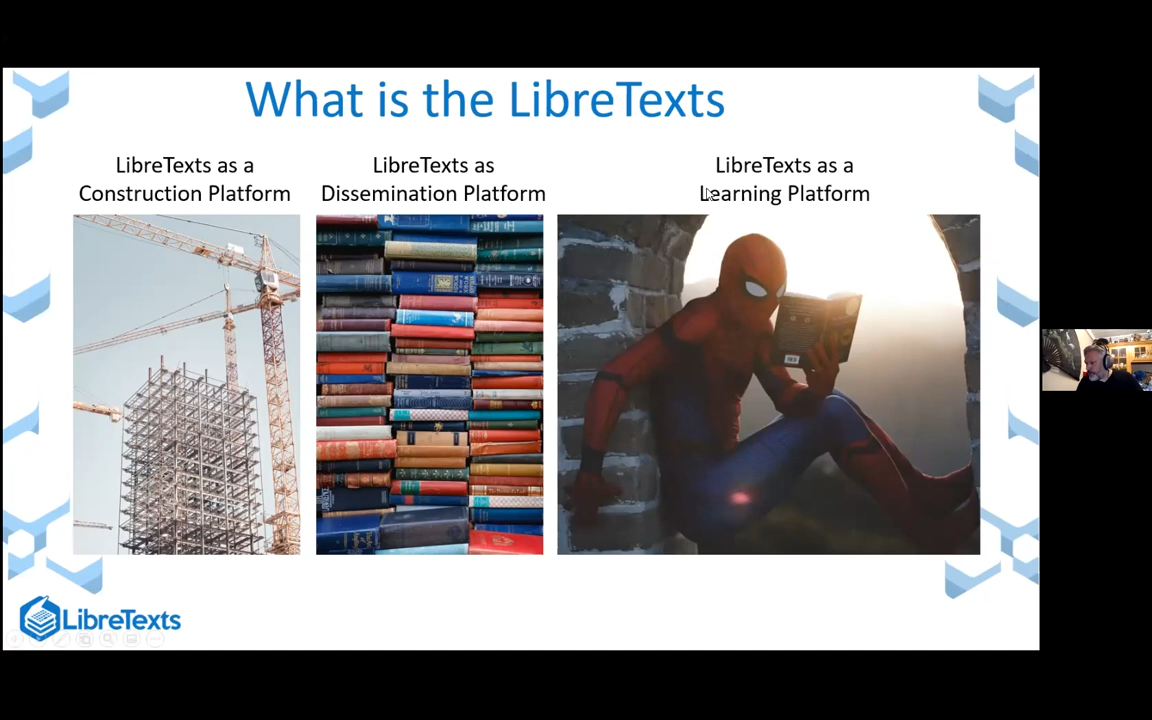 What is the LibreTexts
LibreTexts as a
Construction Platform
LibreTexts as
Dissemination Platform
LibreTexts as a
Learning Platform
LibreTexts